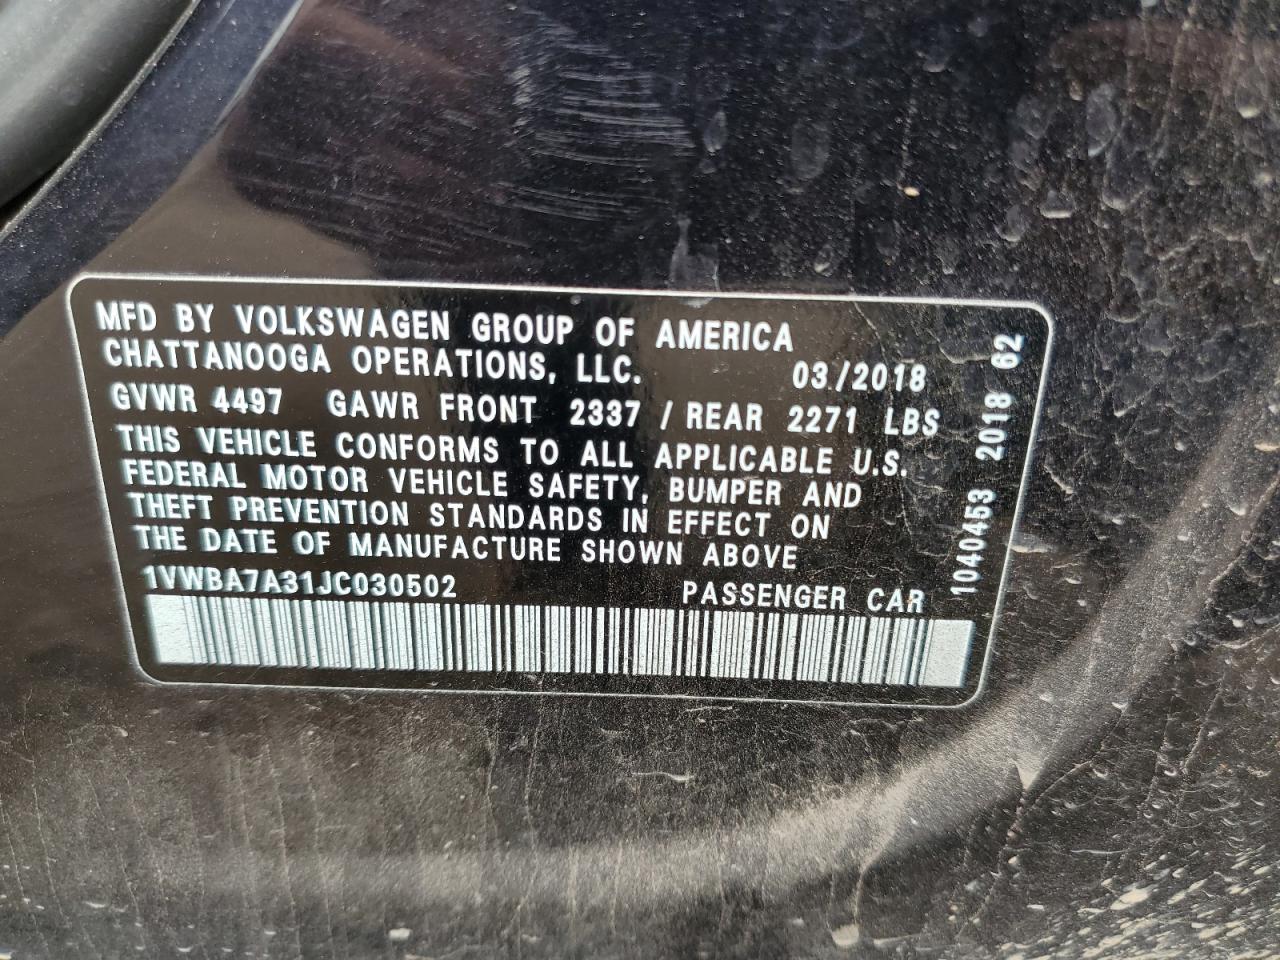 MFD BY VOLKSWAGEN GROUP OF AMERICA
CHATTANOOGA OPERATIONS, LLC. 03/2018
GVWR 4497 GAWR FRONT 2337 / REAR 2271 LBS
THIS VEHICLE CONFORMS TO ALL APPLICABLE U.S.
FEDERAL MOTOR VEHICLE SAFETY, BUMPER AND
THEFT PREVENTION STANDARDS IN EFFECT ON
THE DATE OF MANUFACTURE SHOWN ABOVE
1VWBA7A31JC030502 PASSENGER CAR
1040453 2018 62